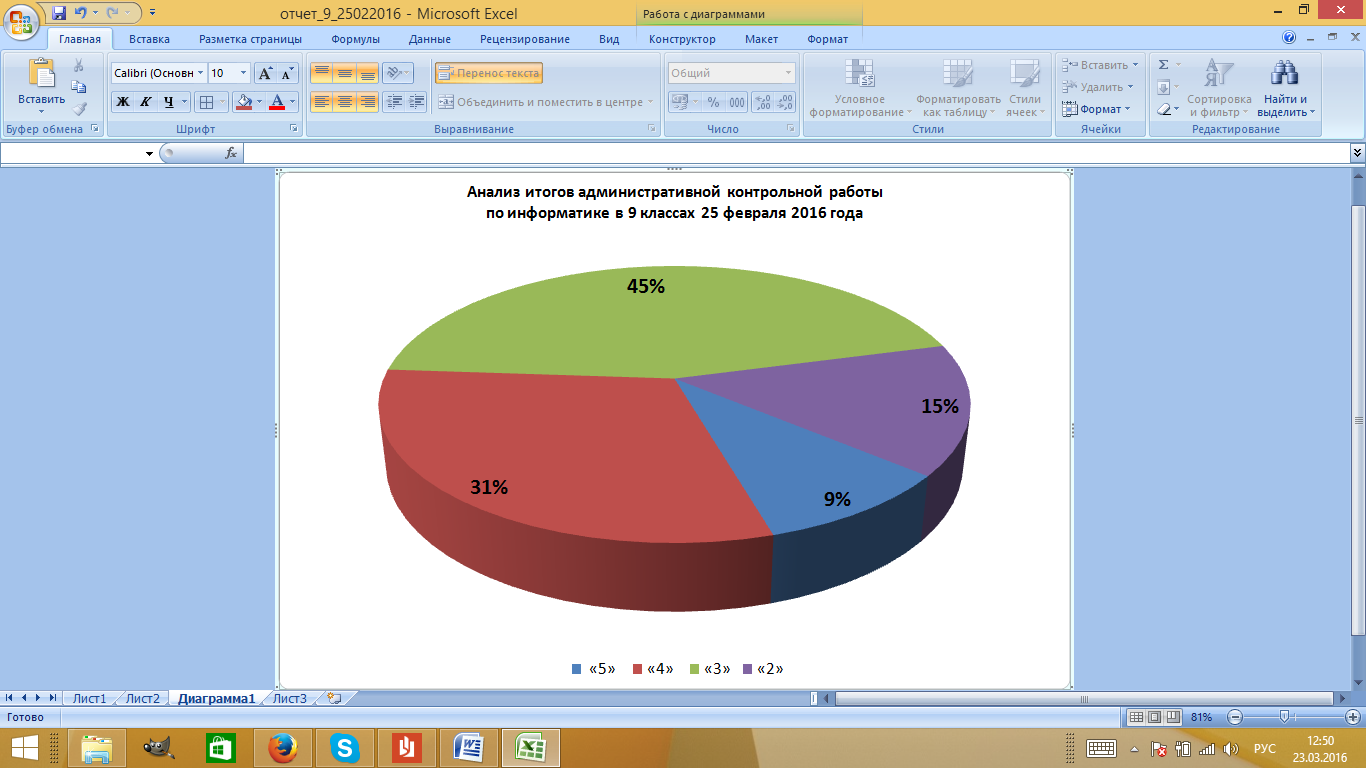 отчет_9_25022016 - Microsoft Excel
Работа с диаграммами
Главная Вставка Разметка страницы Формулы Данные Рецензирование Вид Конструктор Макет Формат
Вставить
Буфер обмена
Calibri (Основн 10
Ж К Ч
Шрифт
Перенос текста
Объединить и поместить в центре
Выравнивание
Общий
% 000
Число
Условное форматирование
Форматировать как таблицу
Стили ячеек
Стили
Вставить
Удалить
Формат
Ячейки
Сортировка и фильтр
Найти и выделить
Редактирование
fx
Анализ итогов административной контрольной работы
по информатике в 9 классах 25 февраля 2016 года
45%
15%
31%
9%
«5» «4» «3» «2»
Лист1 Лист2 Диаграмма1 Лист3
Готово
81%
РУС
12:50
23.03.2016